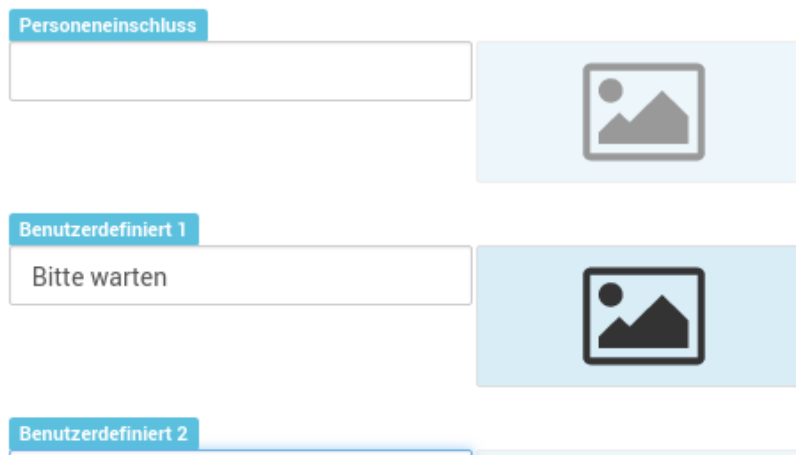 Personeneinschluss
Benutzerdefiniert 1
Bitte warten
Benutzerdefiniert 2